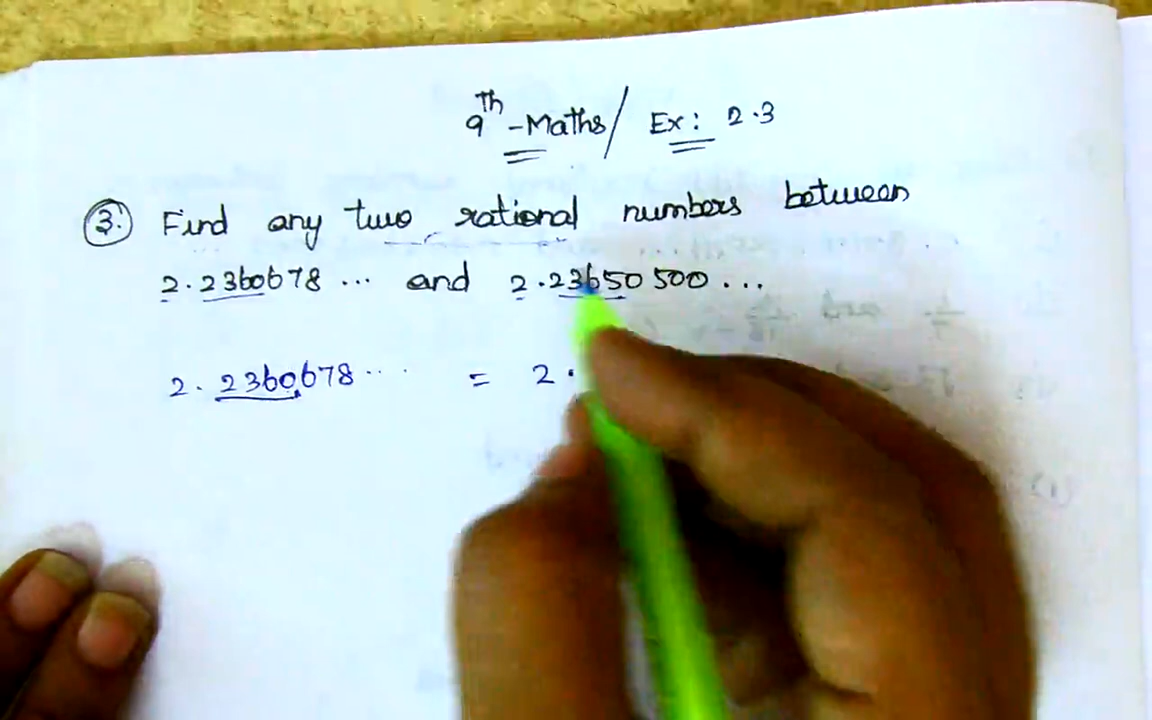 9th -Maths/ Ex: 2.3
3. Find any two rational numbers between
2.2360678 ... and 2.23650500 ...
2.2360678 ... = 2.